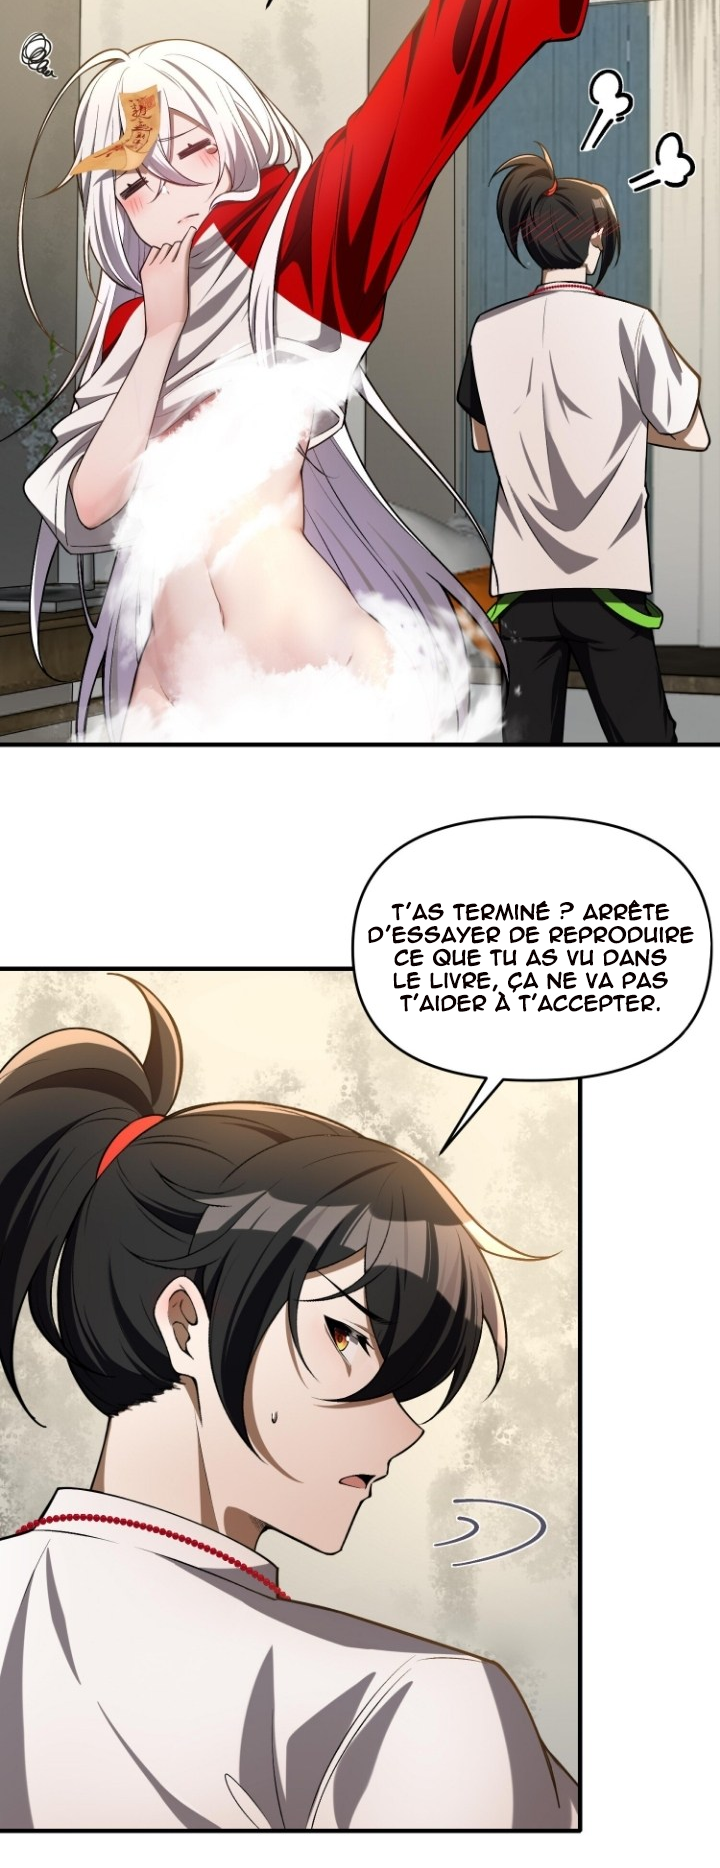 T'AS TERMINÉ ? ARRÊTE
D'ESSAYER DE REPRODUIRE
CE QUE TU AS VU DANS
LE LIVRE, ÇA NE VA PAS
T'AIDER À T'ACCEPTER.